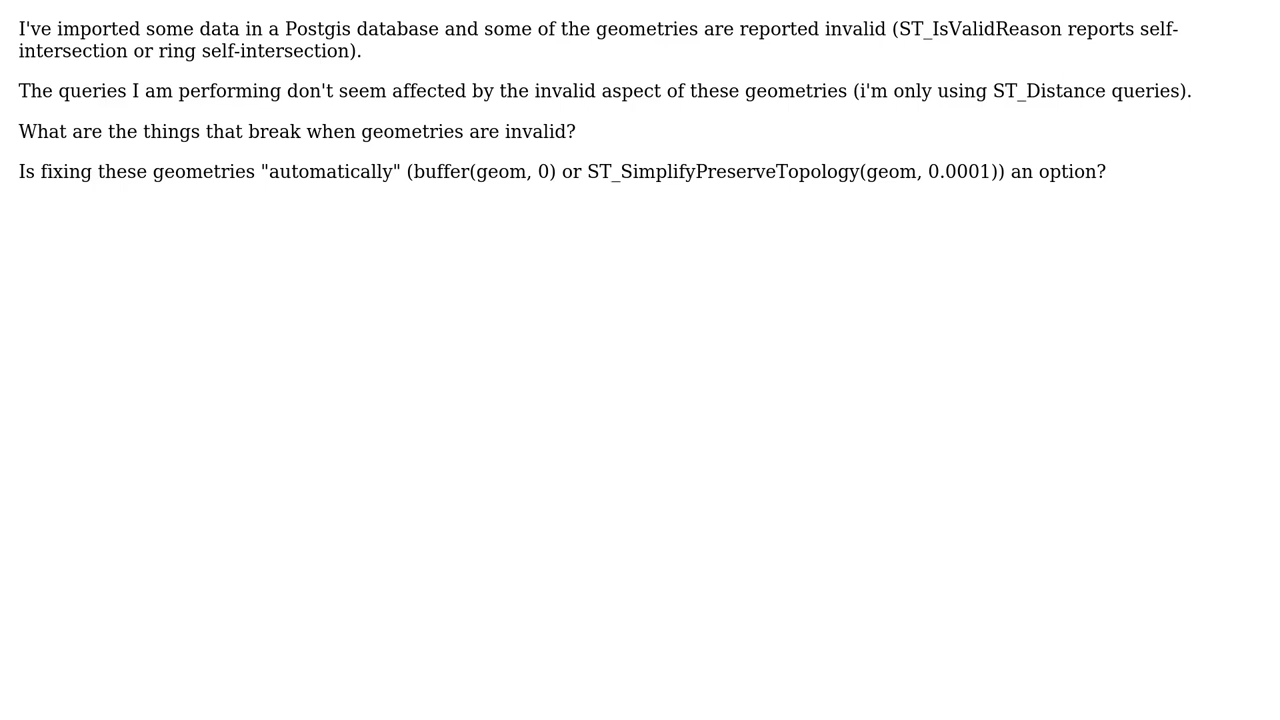 I've imported some data in a Postgis database and some of the geometries are reported invalid (ST_IsValidReason reports self-
intersection or ring self-intersection).
The queries I am performing don't seem affected by the invalid aspect of these geometries (i'm only using ST_Distance queries).
What are the things that break when geometries are invalid?
Is fixing these geometries "automatically" (buffer(geom, 0) or ST_SimplifyPreserveTopology(geom, 0.0001)) an option?